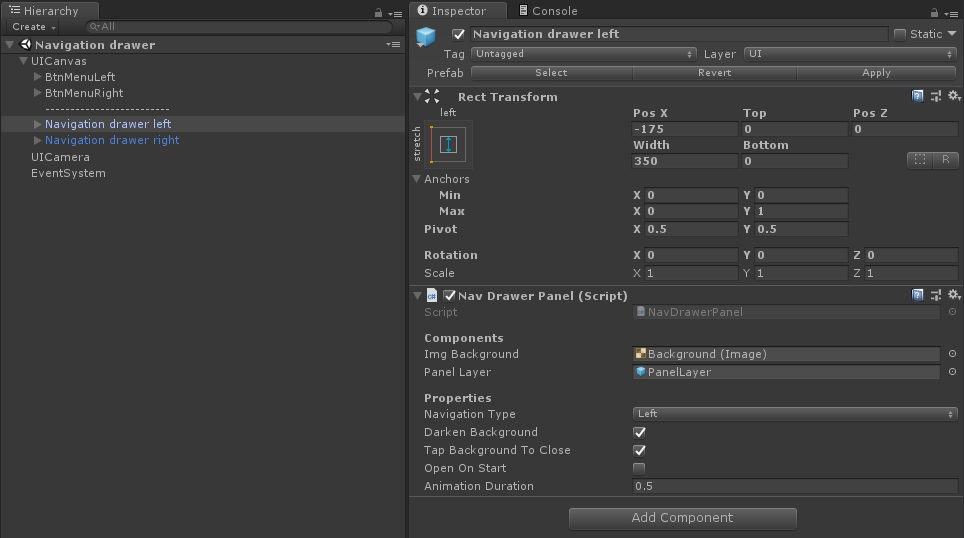 Hierarchy
Create
All
Navigation drawer
UICanvas
BtnMenuLeft
BtnMenuRight
-------------------------
Navigation drawer left
Navigation drawer right
UICamera
EventSystem
Inspector Console
Navigation drawer left Static
Tag Untagged Layer UI
Prefab Select Revert Apply
Rect Transform
left
stretch
Pos X Top Pos Z
-175 0 0
Width Bottom
350 0 R
Anchors
Min X 0 Y 0
Max X 0 Y 1
Pivot X 0.5 Y 0.5
Rotation X 0 Y 0 Z 0
Scale X 1 Y 1 Z 1
Nav Drawer Panel (Script)
Script NavDrawerPanel
Components
Img Background Background (Image)
Panel Layer PanelLayer
Properties
Navigation Type Left
Darken Background
Tap Background To Close
Open On Start
Animation Duration 0.5
Add Component